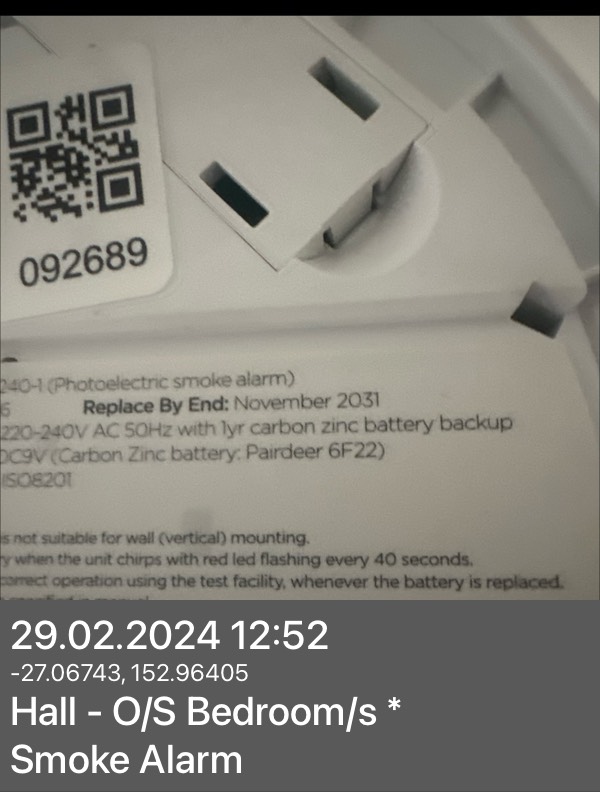 092689
240-1 (Photoelectric smoke alarm)
Replace By End: November 2031
220-240V AC 50Hz with 1yr carbon zinc battery backup
DC9V (Carbon Zinc battery: Pairdeer 6F22)
ISO8201
is not suitable for wall (vertical) mounting.
when the unit chirps with red led flashing every 40 seconds.
correct operation using the test facility, whenever the battery is replaced.
29.02.2024 12:52
-27.06743, 152.96405
Hall - O/S Bedroom/s *
Smoke Alarm